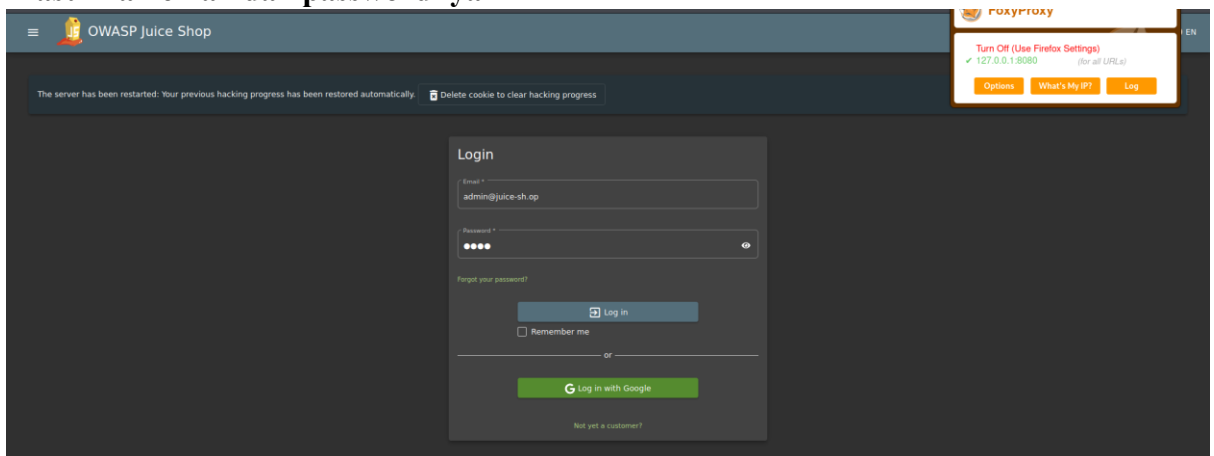 FoxyProxy
OWASP Juice Shop
EN
Turn Off (Use Firefox Settings)
✔ 127.0.0.1:8080 (for all URLs)
Options What's My IP? Log
The server has been restarted: Your previous hacking progress has been restored automatically. Delete cookie to clear hacking progress
Login
Email *
admin@juice-sh.op
Password *
••••
Forgot your password?
Log in
Remember me
or
G Log in with Google
Not yet a customer?